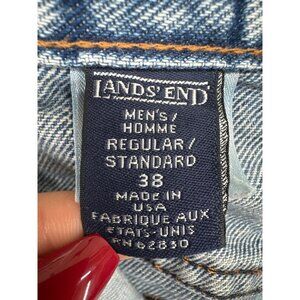 LANDS' END
MEN'S/
HOMME
REGULAR/
STANDARD
38
MADE IN
USA
FABRIQUE AUX
ETATS-UNIS
RN 62830